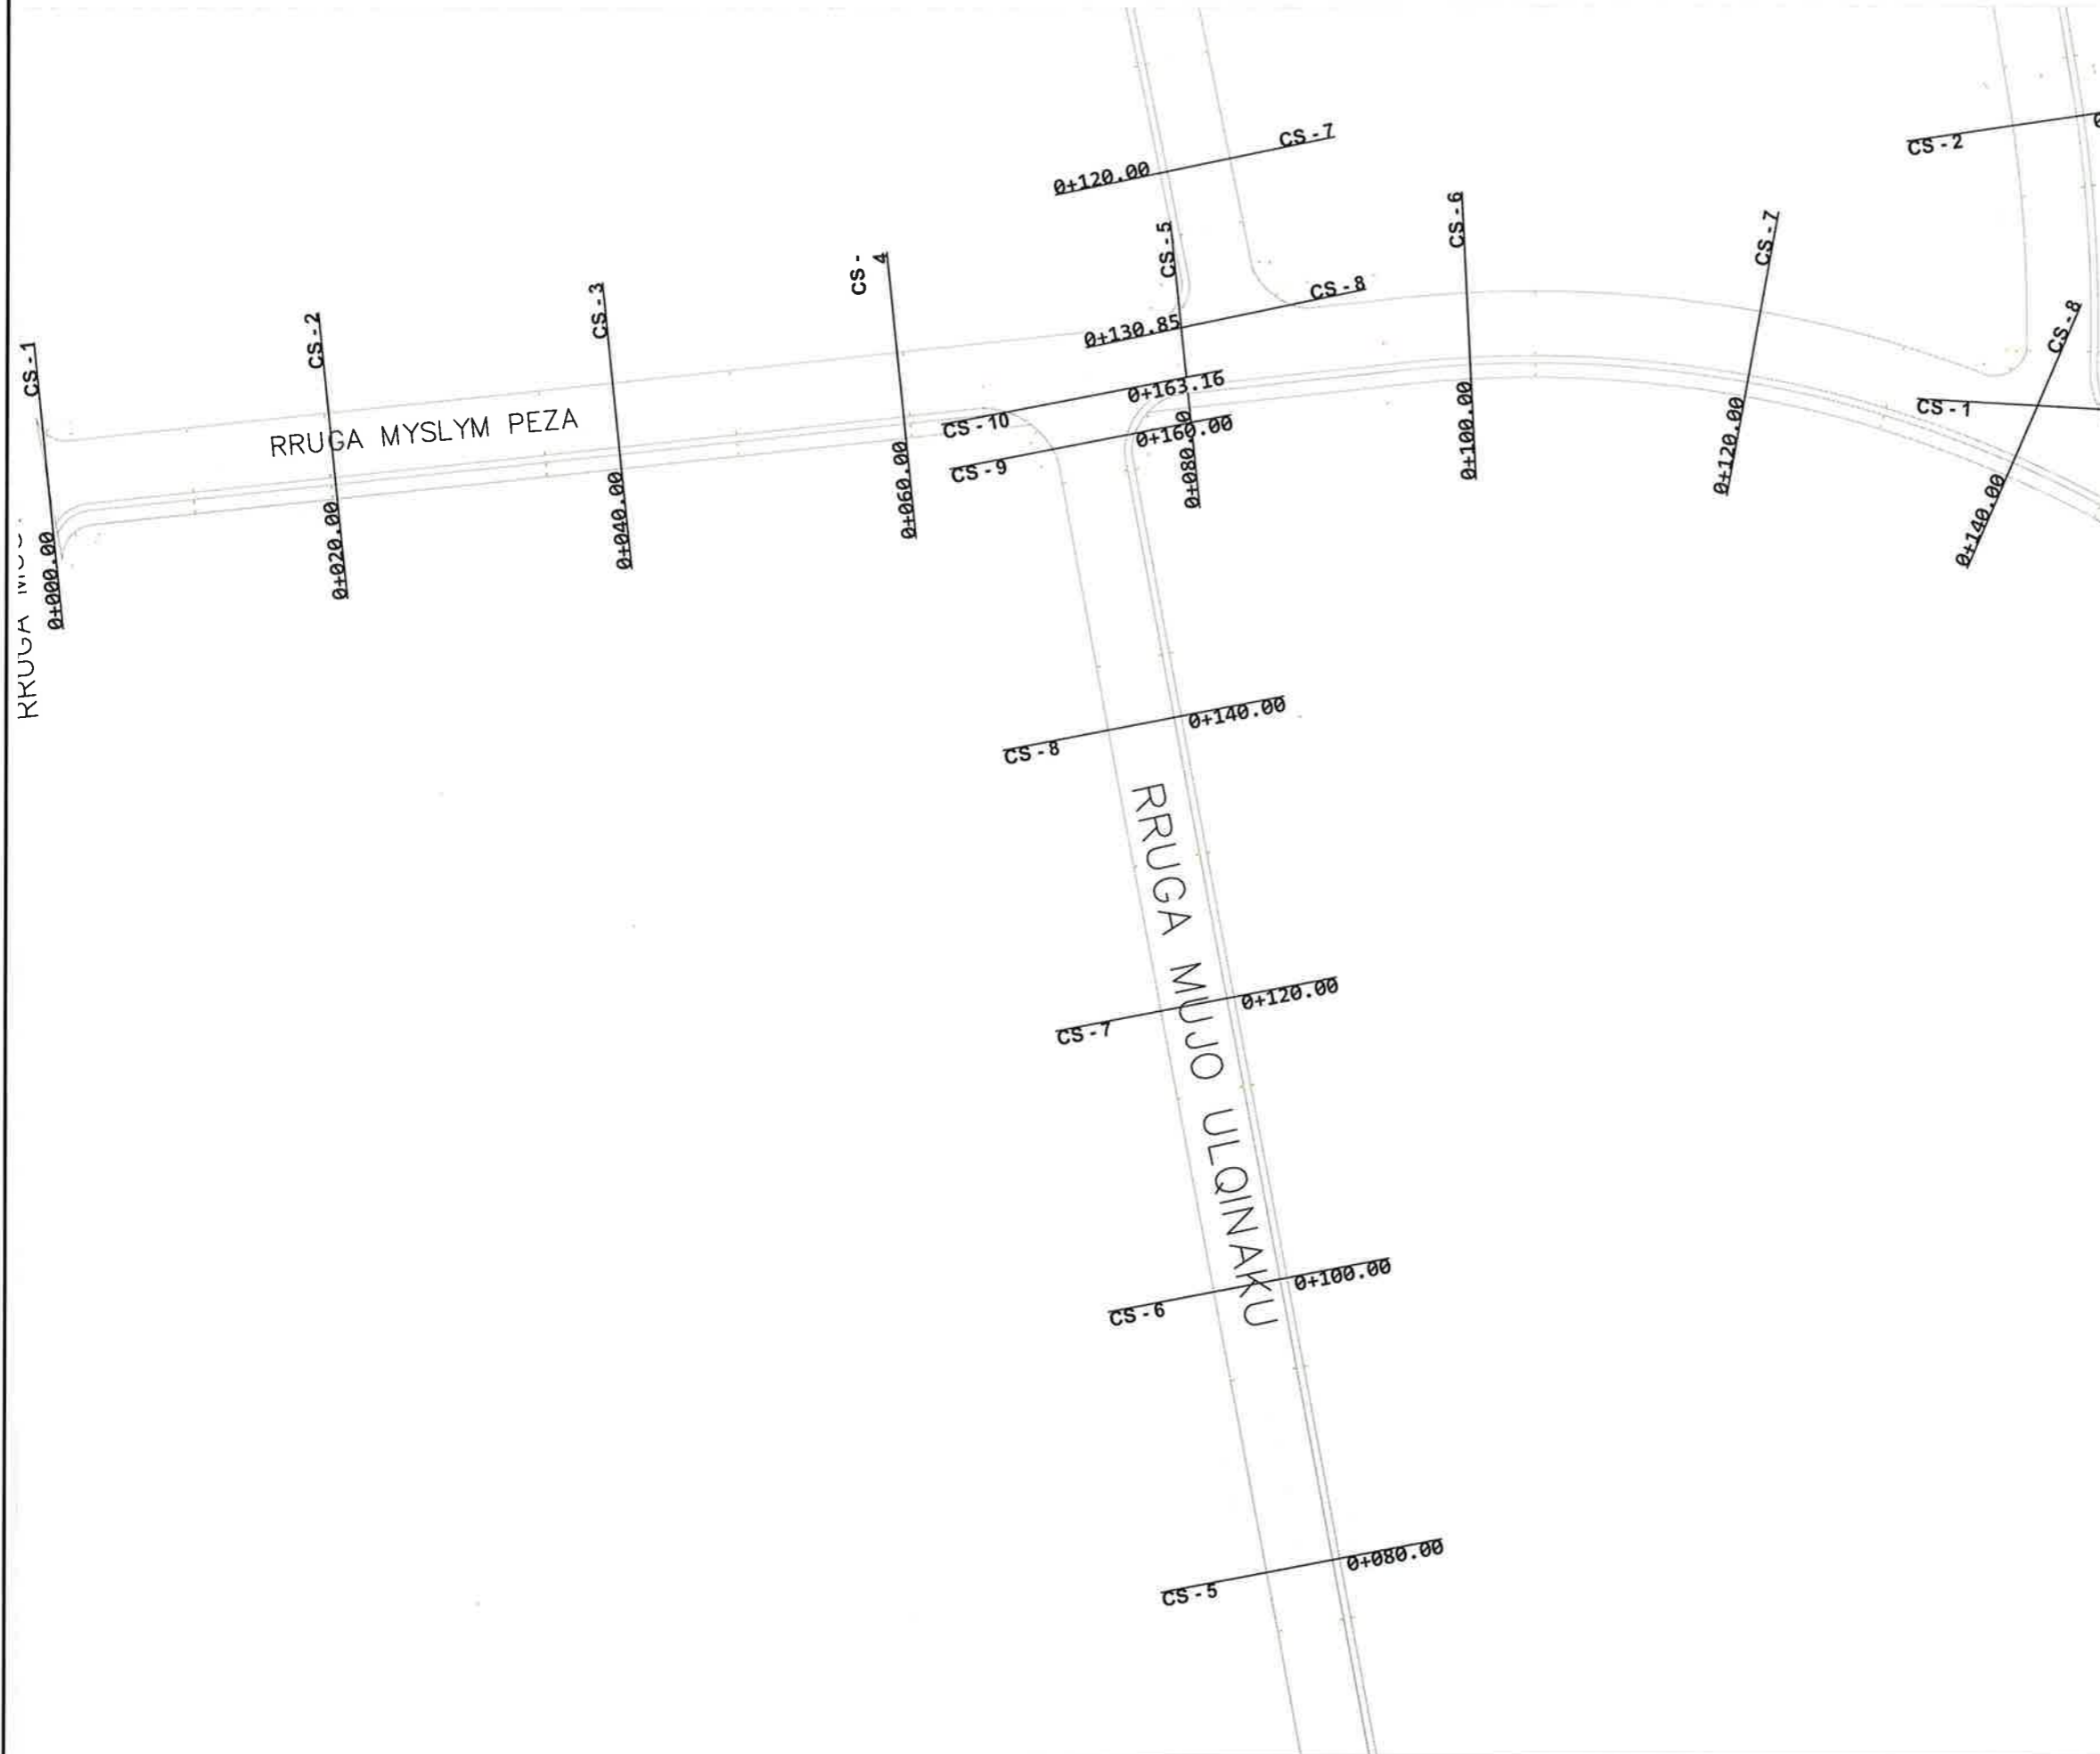 CS-7
0+120.00
CS-2
CS-1
CS-2
CS-3
CS-
4
CS-5
CS-6
CS-7
CS-8
CS-8
0+130.85
0+163.16
CS-10
0+160.00
CS-9
CS-1
RRUGA MYSLYM PEZA
0+000.00
0+020.00
0+040.00
0+060.00
0+080.00
0+100.00
0+120.00
0+140.00
RRUGA
0+140.00
CS-8
RRUGA MUJO ULQINAKU
0+120.00
CS-7
0+100.00
CS-6
0+080.00
CS-5